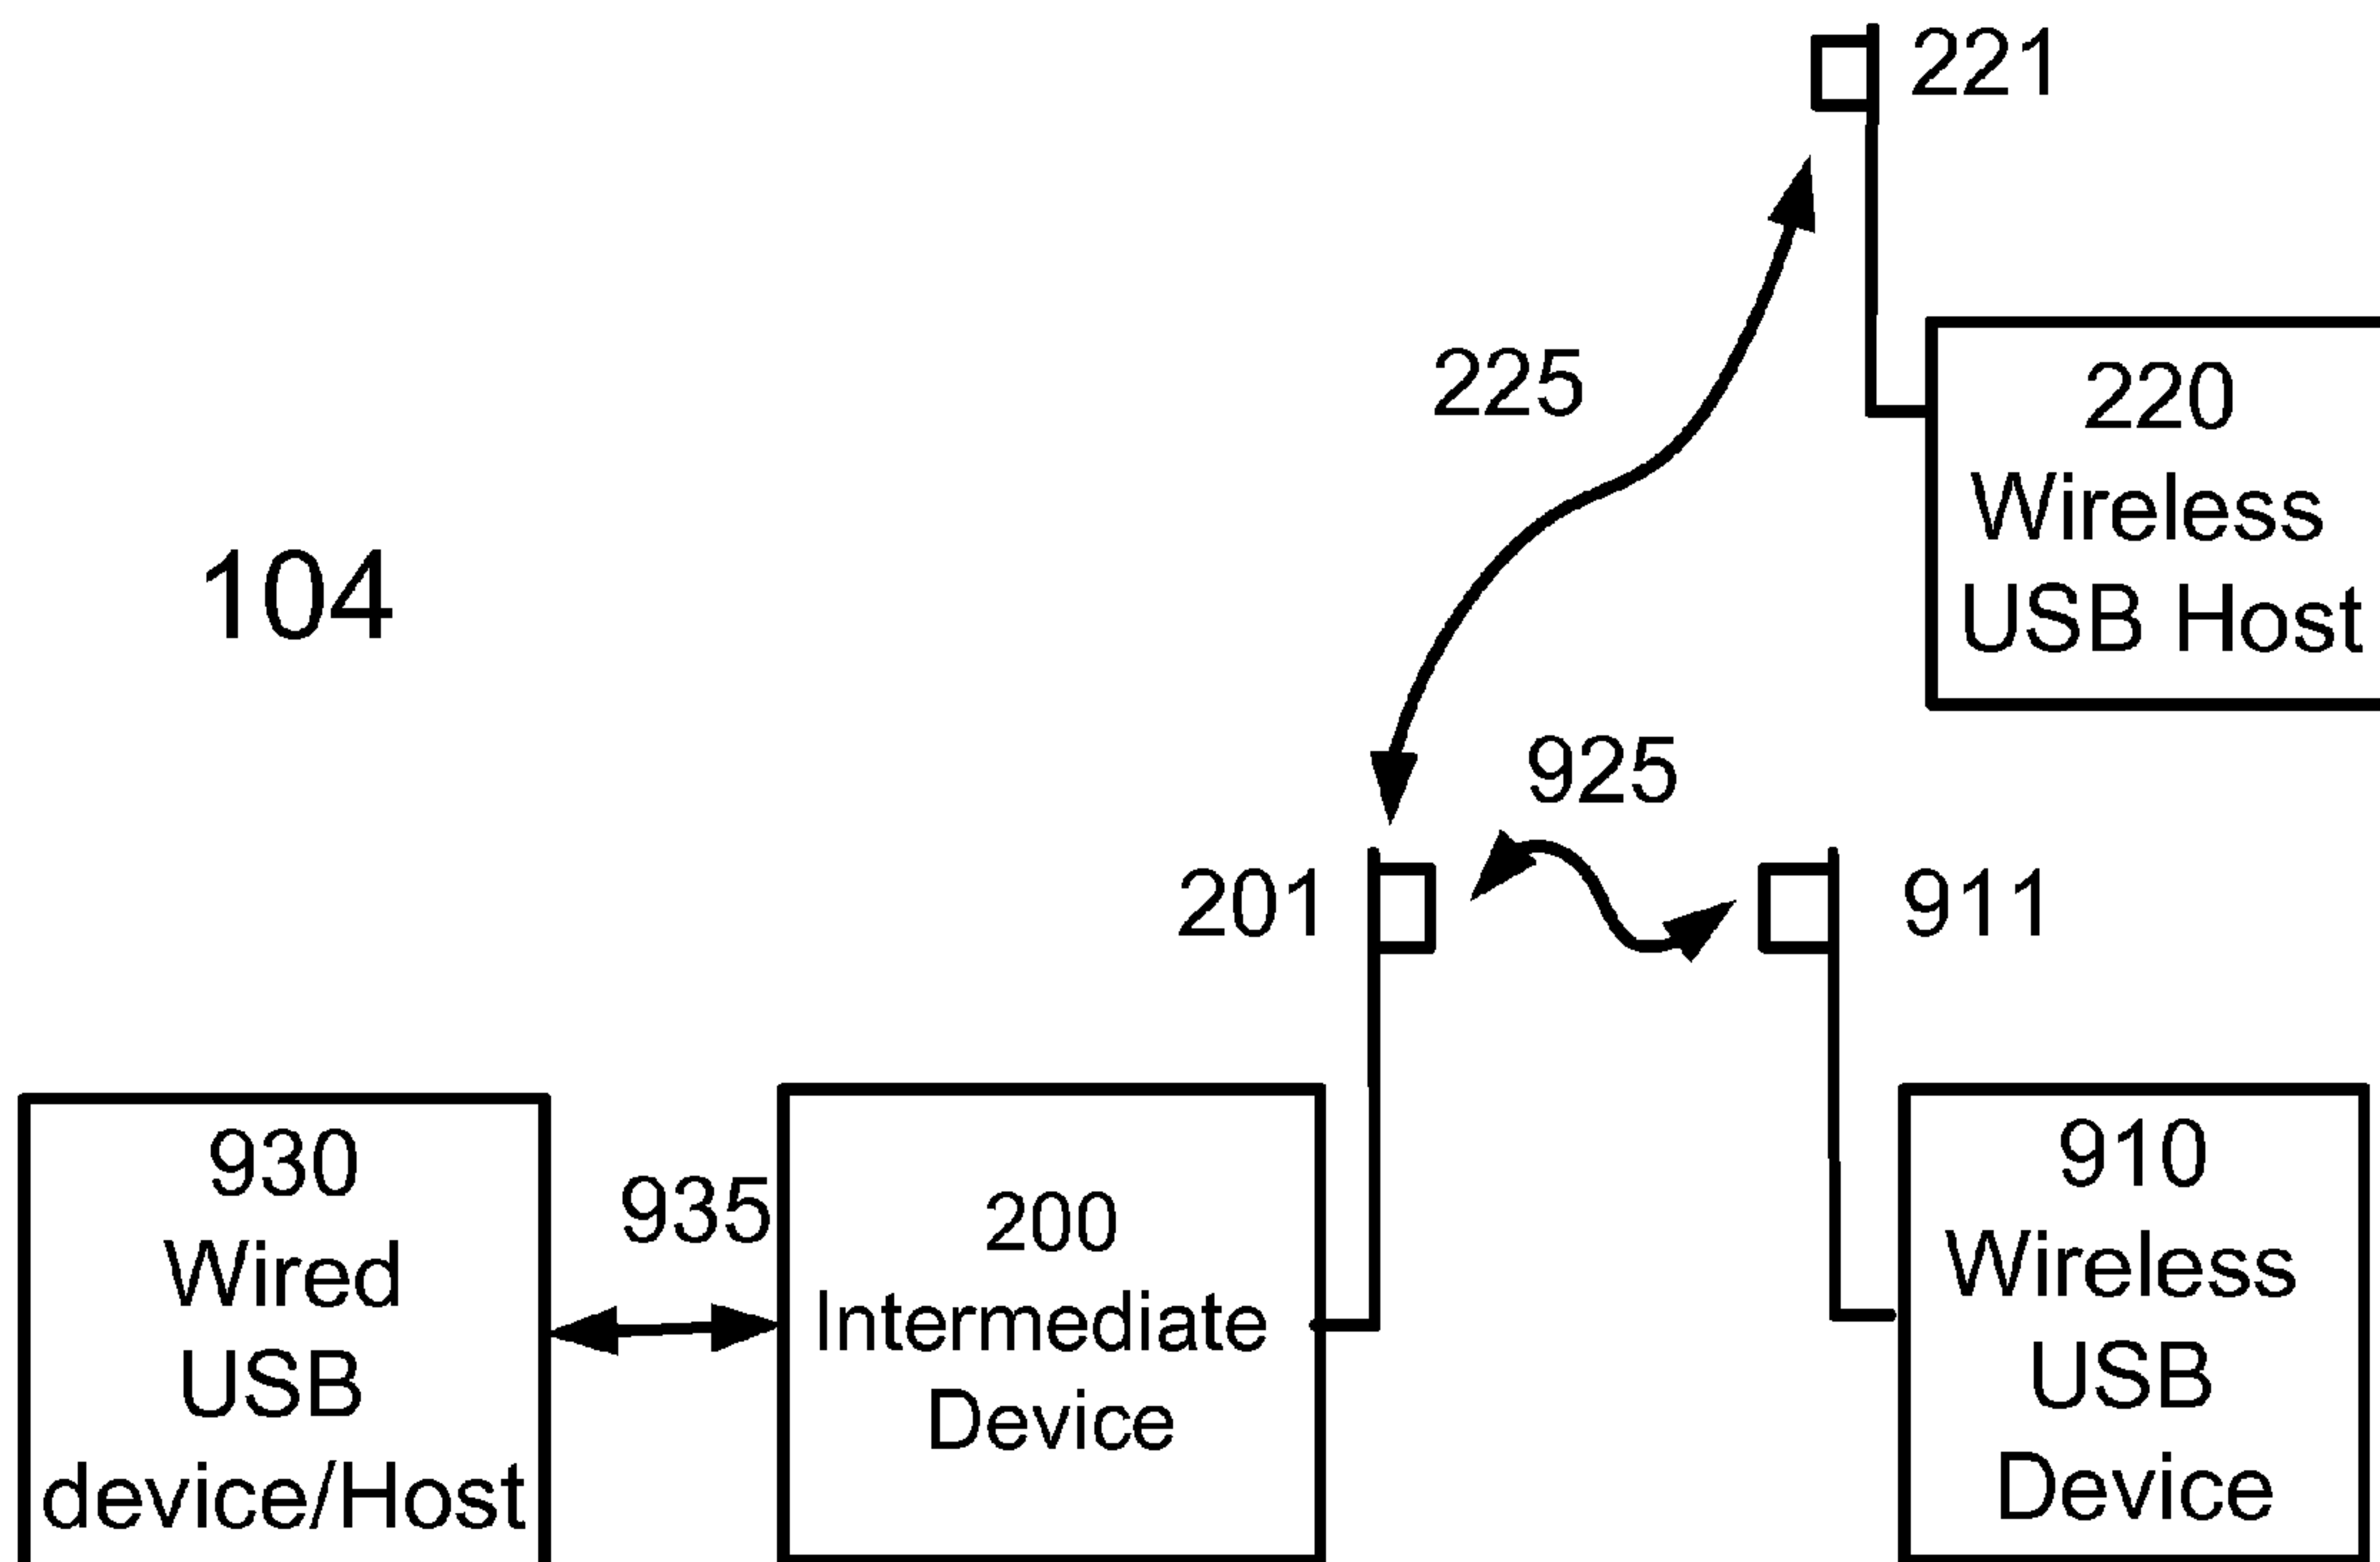 221
225
220
Wireless
USB Host
104
925
201
911
930
Wired
USB
device/Host
935
200
Intermediate
Device
910
Wireless
USB
Device